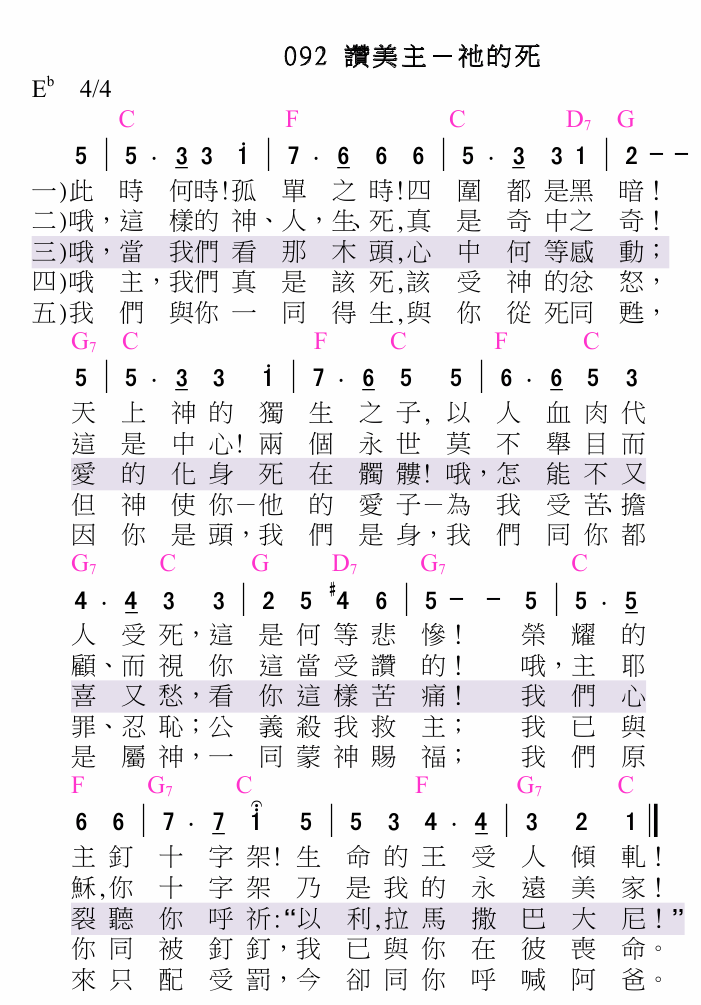 092 讚美主－祂的死
E♭ 4/4
C F C D7 G
5 | 5 . 3 3 i | 7 . 6 6 6 | 5 . 3 3 1 | 2 － －
一)此時何時!孤單之時!四圍都是黑暗!
二)哦,這樣的神、人,生、死,真是奇中之奇!
三)哦,當我們看那木頭,心中何等感動;
四)哦主,我們真是該死,該受神的忿怒,
五)我們與你一同得生,與你從死同甦,
G7 C F C F C
5 | 5 . 3 3 i | 7 . 6 5 5 | 6 . 6 5 3
天上神的獨生之子,以人血肉代
這是中心!兩個永世莫不舉目而
愛的化身死在髑髏!哦,怎能不又
但神使你－他的愛子－為我受苦、擔
因你是頭,我們是身,我們同你都
G7 C G D7 G7 C
4 . 4 3 3 | 2 5 #4 6 | 5 － － 5 | 5 . 5
人受死,這是何等悲慘! 榮耀的
顧、而視你這當受讚的! 哦,主耶
喜又愁,看你這樣苦痛! 我們心
罪、忍恥;公義殺我救主; 我已與
是屬神,一同蒙神賜福; 我們原
F G7 C F G7 C
6 6 | 7 . 7 i 5 | 5 3 4 . 4 | 3 2 1 ‖
主釘十字架!生命的王受人傾軋!
穌,你十字架乃是我的永遠美家!
裂聽你呼祈:“以利,拉馬撒巴大尼!”
你同被釘釘,我已與你在彼喪命。
來只配受罰,今卻同你呼喊阿爸。